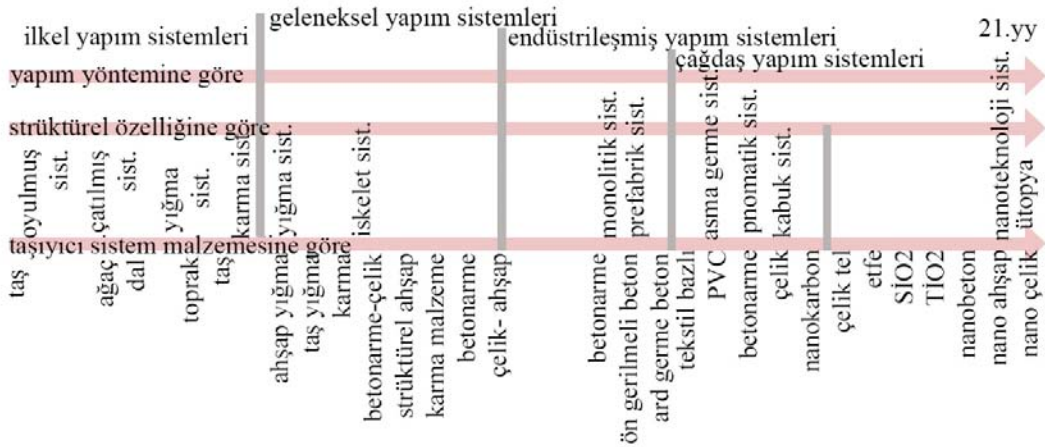 geleneksel yapım sistemleri
21.yy
ilkel yapım sistemleri
endüstrileşmiş yapım sistemleri
çağdaş yapım sistemleri
yapım yöntemine göre
strüktürel özelliğine göre
oyulmuş
sist.
çatılmış
sist.
yığma
sist.
karma sist.
yığma sist.
iskelet sist.
monolitik sist.
prefabrik sist.
asma germe sist.
pnomatik sist.
kabuk sist.
nanoteknoloji sist.
ütopya
taşıyıcı sistem malzemesine göre
taş
ağaç
dal
toprak
taş
ahşap yığma
taş yığma
karma
betonarme-çelik
strüktürel ahşap
karma malzeme
betonarme
çelik- ahşap
betonarme
ön gerilmeli beton
ard germe beton
tekstil bazlı
PVC
betonarme
çelik
nanokarbon
çelik tel
etfe
SİO2
TİO2
nanobeton
nano ahşap
nano çelik